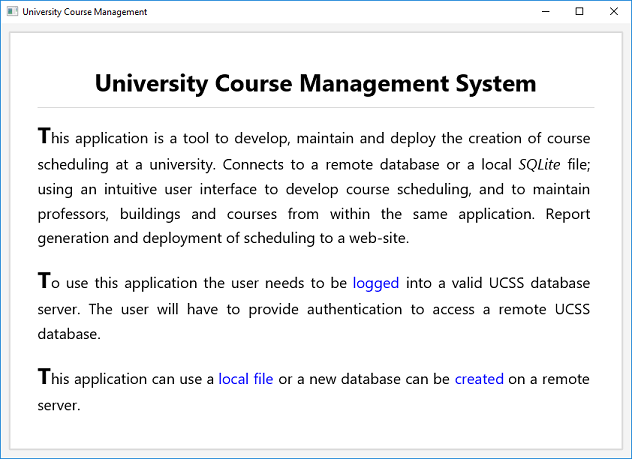 University Course Management
University Course Management System
This application is a tool to develop, maintain and deploy the creation of course
scheduling at a university. Connects to a remote database or a local SQLite file;
using an intuitive user interface to develop course scheduling, and to maintain
professors, buildings and courses from within the same application. Report
generation and deployment of scheduling to a web-site.
To use this application the user needs to be logged into a valid UCSS database
server. The user will have to provide authentication to access a remote UCSS
database.
This application can use a local file or a new database can be created on a remote
server.